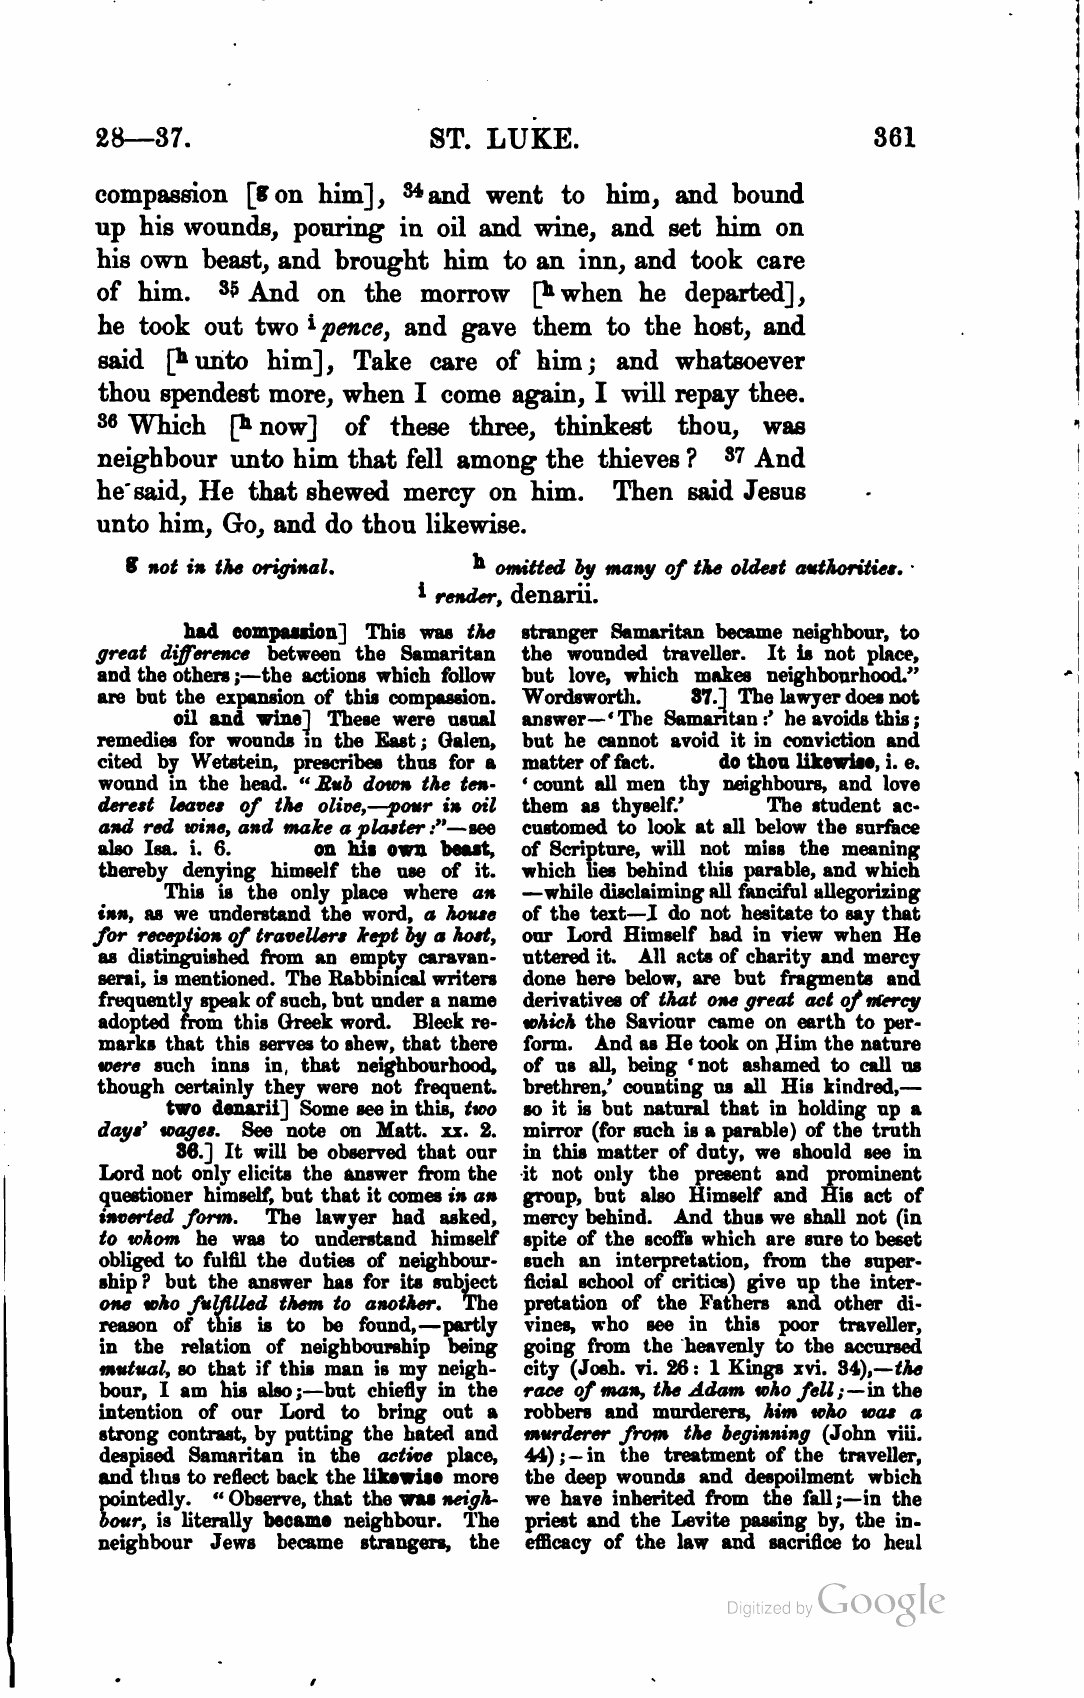 28—37. ST. LUKE. 361
compassion [g on him], 34 and went to him, and bound
up his wounds, pouring in oil and wine, and set him on
his own beast, and brought him to an inn, and took care
of him. 35 And on the morrow [h when he departed],
he took out two i pence, and gave them to the host, and
said [h unto him], Take care of him; and whatsoever
thou spendest more, when I come again, I will repay thee.
36 Which [h now] of these three, thinkest thou, was
neighbour unto him that fell among the thieves? 37 And
he said, He that shewed mercy on him. Then said Jesus
unto him, Go, and do thou likewise.
g not in the original. h omitted by many of the oldest authorities.
i render, denarii.
had compassion] This was the
great difference between the Samaritan
and the others;—the actions which follow
are but the expansion of this compassion.
oil and wine] These were usual
remedies for wounds in the East; Galen,
cited by Wetstein, prescribes thus for a
wound in the head. "Rub down the ten-
derest leaves of the olive,—pour in oil
and red wine, and make a plaster:"—see
also Isa. i. 6. on his own beast,
thereby denying himself the use of it.
This is the only place where an
inn, as we understand the word, a house
for reception of travellers kept by a host,
as distinguished from an empty caravan-
serai, is mentioned. The Rabbinical writers
frequently speak of such, but under a name
adopted from this Greek word. Bleek re-
marks that this serves to shew, that there
were such inns in, that neighbourhood,
though certainly they were not frequent.
two denarii] Some see in this, two
days' wages. See note on Matt. xx. 2.
36.] It will be observed that our
Lord not only elicits the answer from the
questioner himself, but that it comes in an
inverted form. The lawyer had asked,
to whom he was to understand himself
obliged to fulfil the duties of neighbour-
ship? but the answer has for its subject
one who fulfilled them to another. The
reason of this is to be found,—partly
in the relation of neighbourship being
mutual, so that if this man is my neigh-
bour, I am his also;—but chiefly in the
intention of our Lord to bring out a
strong contrast, by putting the hated and
despised Samaritan in the active place,
and thus to reflect back the likewise more
pointedly. "Observe, that the was neigh-
bour, is literally became neighbour. The
neighbour Jews became strangers, the
stranger Samaritan became neighbour, to
the wounded traveller. It is not place,
but love, which makes neighbourhood."
Wordsworth. 37.] The lawyer does not
answer—'The Samaritan:' he avoids this;
but he cannot avoid it in conviction and
matter of fact. do thou likewise, i. e.
'count all men thy neighbours, and love
them as thyself.' The student ac-
customed to look at all below the surface
of Scripture, will not miss the meaning
which lies behind this parable, and which
—while disclaiming all fanciful allegorizing
of the text—I do not hesitate to say that
our Lord Himself had in view when He
uttered it. All acts of charity and mercy
done here below, are but fragments and
derivatives of that one great act of mercy
which the Saviour came on earth to per-
form. And as He took on Him the nature
of us all, being 'not ashamed to call us
brethren,' counting us all His kindred,—
so it is but natural that in holding up a
mirror (for such is a parable) of the truth
in this matter of duty, we should see in
it not only the present and prominent
group, but also Himself and His act of
mercy behind. And thus we shall not (in
spite of the scoffs which are sure to beset
such an interpretation, from the super-
ficial school of critics) give up the inter-
pretation of the Fathers and other di-
vines, who see in this poor traveller,
going from the heavenly to the accursed
city (Josh. vi. 26: 1 Kings xvi. 34),—the
race of man, the Adam who fell;—in the
robbers and murderers, him who was a
murderer from the beginning (John viii.
44);—in the treatment of the traveller,
the deep wounds and despoilment which
we have inherited from the fall;—in the
priest and the Levite passing by, the in-
efficacy of the law and sacrifice to heal
Digitized by Google